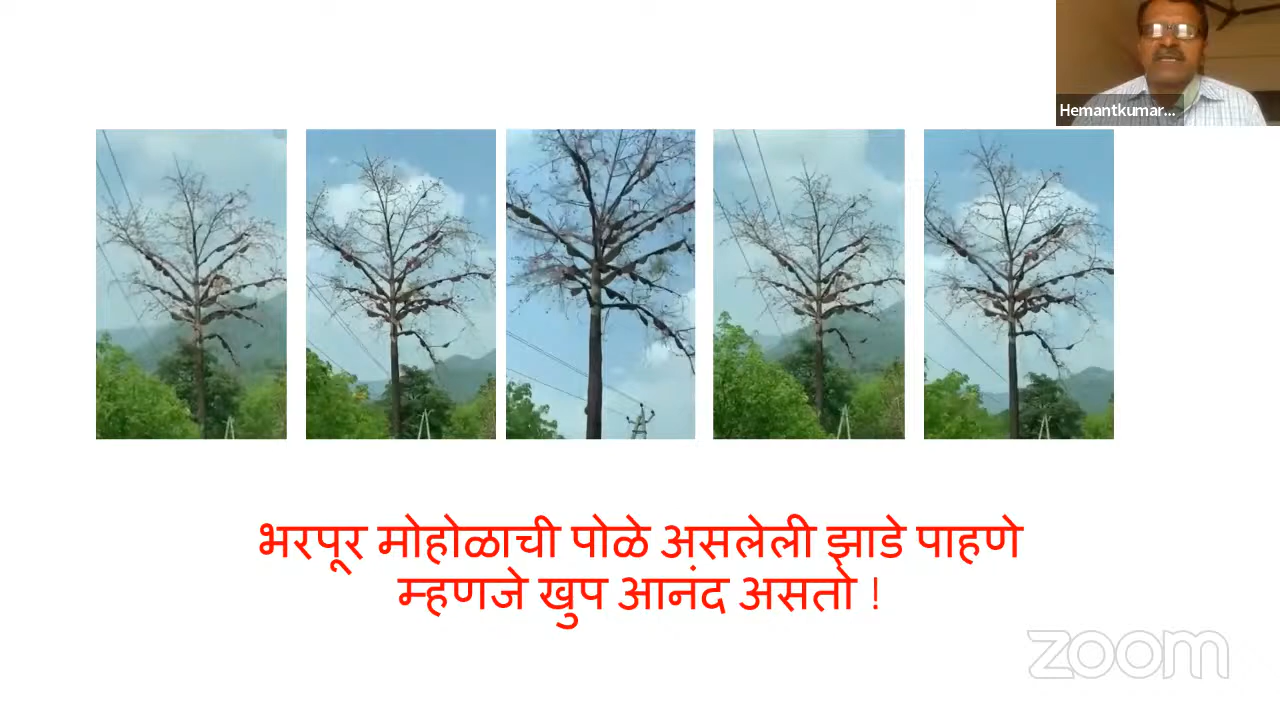 Hemantkumar...
भरपूर मोहोळाची पोळे असलेली झाडे पाहणे
म्हणजे खुप आनंद असतो !
zoom